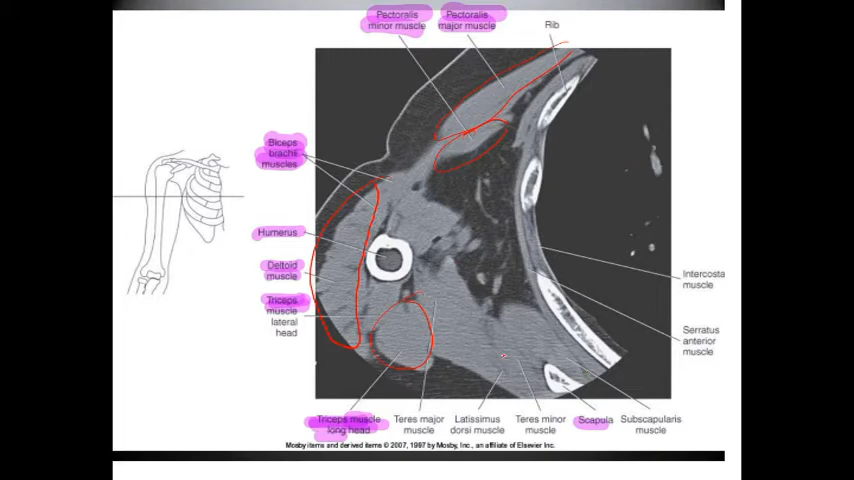 Pectoralis
minor muscle
Pectoralis
major muscle
Rib
Biceps
brachii
muscles
Humerus
Deltoid
muscle
Triceps
muscle
lateral
head
Intercosta
muscle
Serratus
anterior
muscle
Triceps muscle
long head
Teres major
muscle
Latissimus
dorsi muscle
Teres minor
muscle
Scapula
Subscapularis
muscle
Mosby items and derived items © 2007, 1997 by Mosby, Inc., an affiliate of Elsevier Inc.